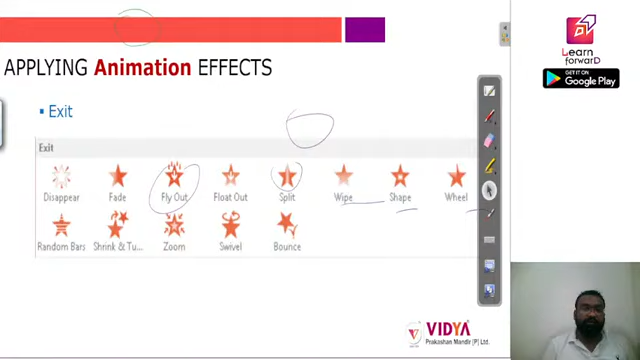 Learn
forwarD
GET IT ON
Google Play
APPLYING Animation EFFECTS
▪ Exit
Exit
Disappear Fade Fly Out Float Out Split Wipe Shape Wheel
Random Bars Shrink & Tu... Zoom Swivel Bounce
VIDYA
Prakashan Mandir [P] Ltd.